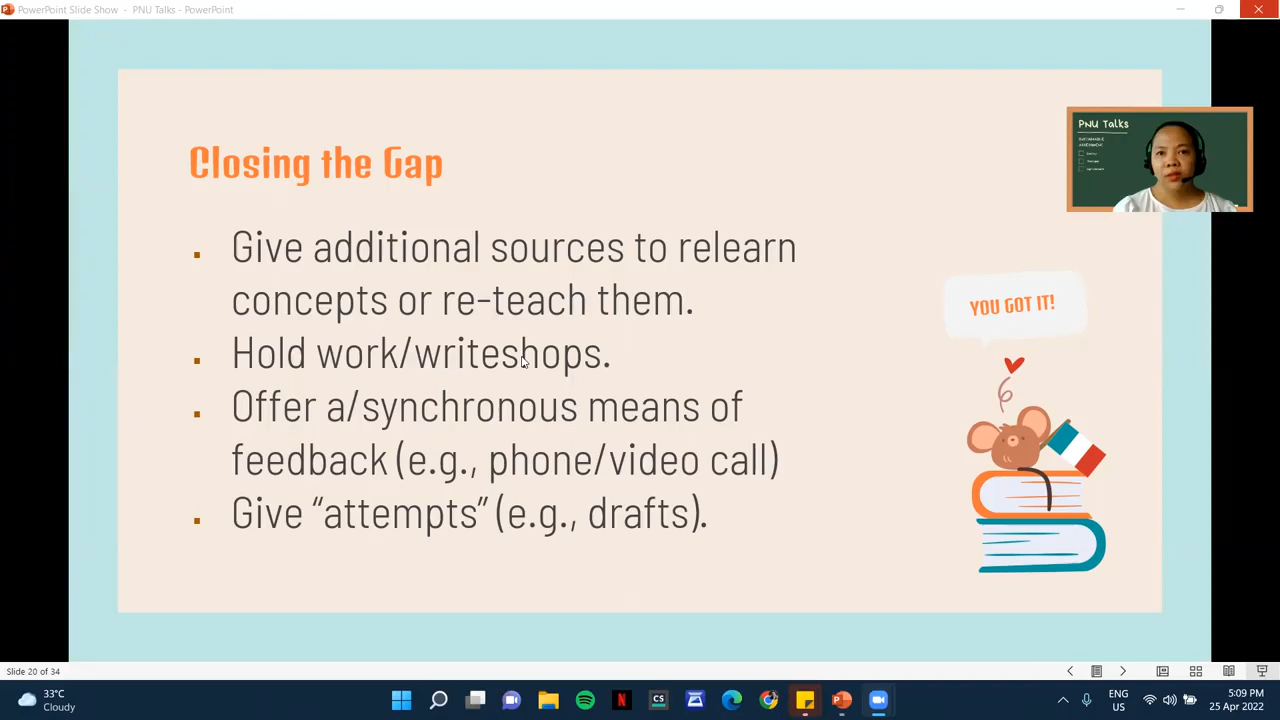 PowerPoint Slide Show - PNU Talks - PowerPoint
PNU Talks
Closing the Gap
Give additional sources to relearn
concepts or re-teach them.
YOU GOT IT!
Hold work/writeshops.
Offer a/synchronous means of
feedback (e.g., phone/video call)
Give “attempts” (e.g., drafts).
Slide 20 of 34
33°C
Cloudy
N
CS
ENG
US
5:09 PM
25 Apr 2022